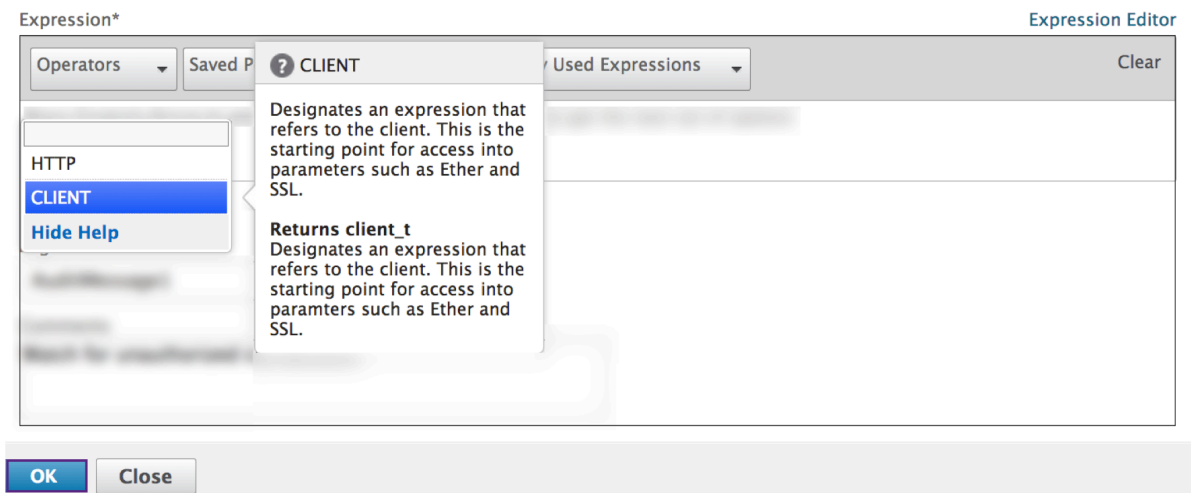 Expression*
Expression Editor
Operators
Saved P
Used Expressions
Clear
CLIENT
Designates an expression that
refers to the client. This is the
starting point for access into
parameters such as Ether and
SSL.
Returns client_t
Designates an expression that
refers to the client. This is the
starting point for access into
paramters such as Ether and
SSL.
HTTP
CLIENT
Hide Help
OK
Close